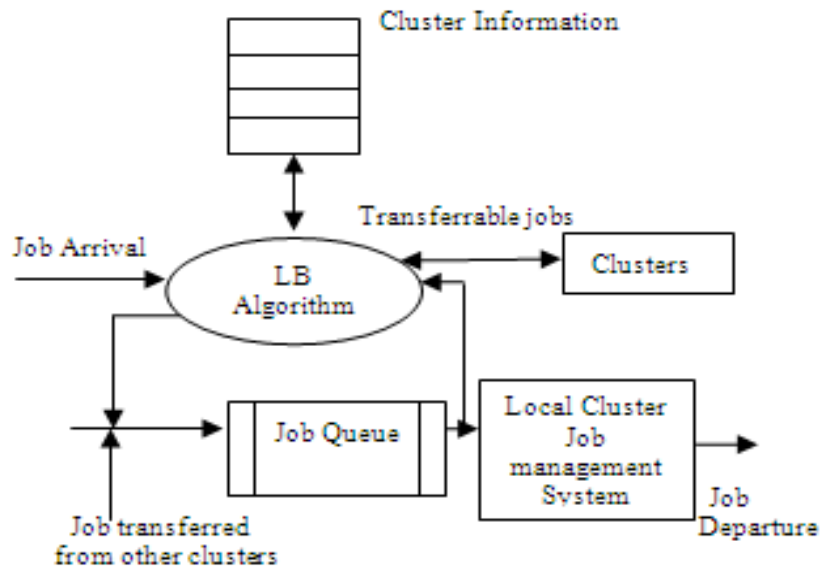 Cluster Information
Transferrable jobs
Job Arrival
LB
Algorithm
Clusters
Job Queue
Local Cluster
Job
management
System
Job
Departure
Job transferred
from other clusters